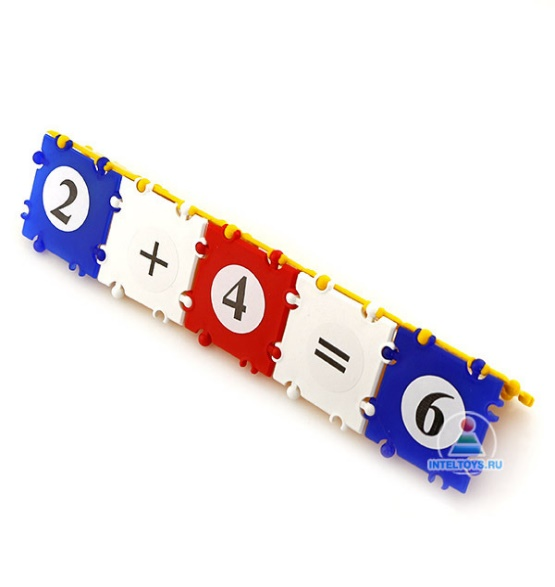 2 + 4 = 6
INTELTOYS.RU